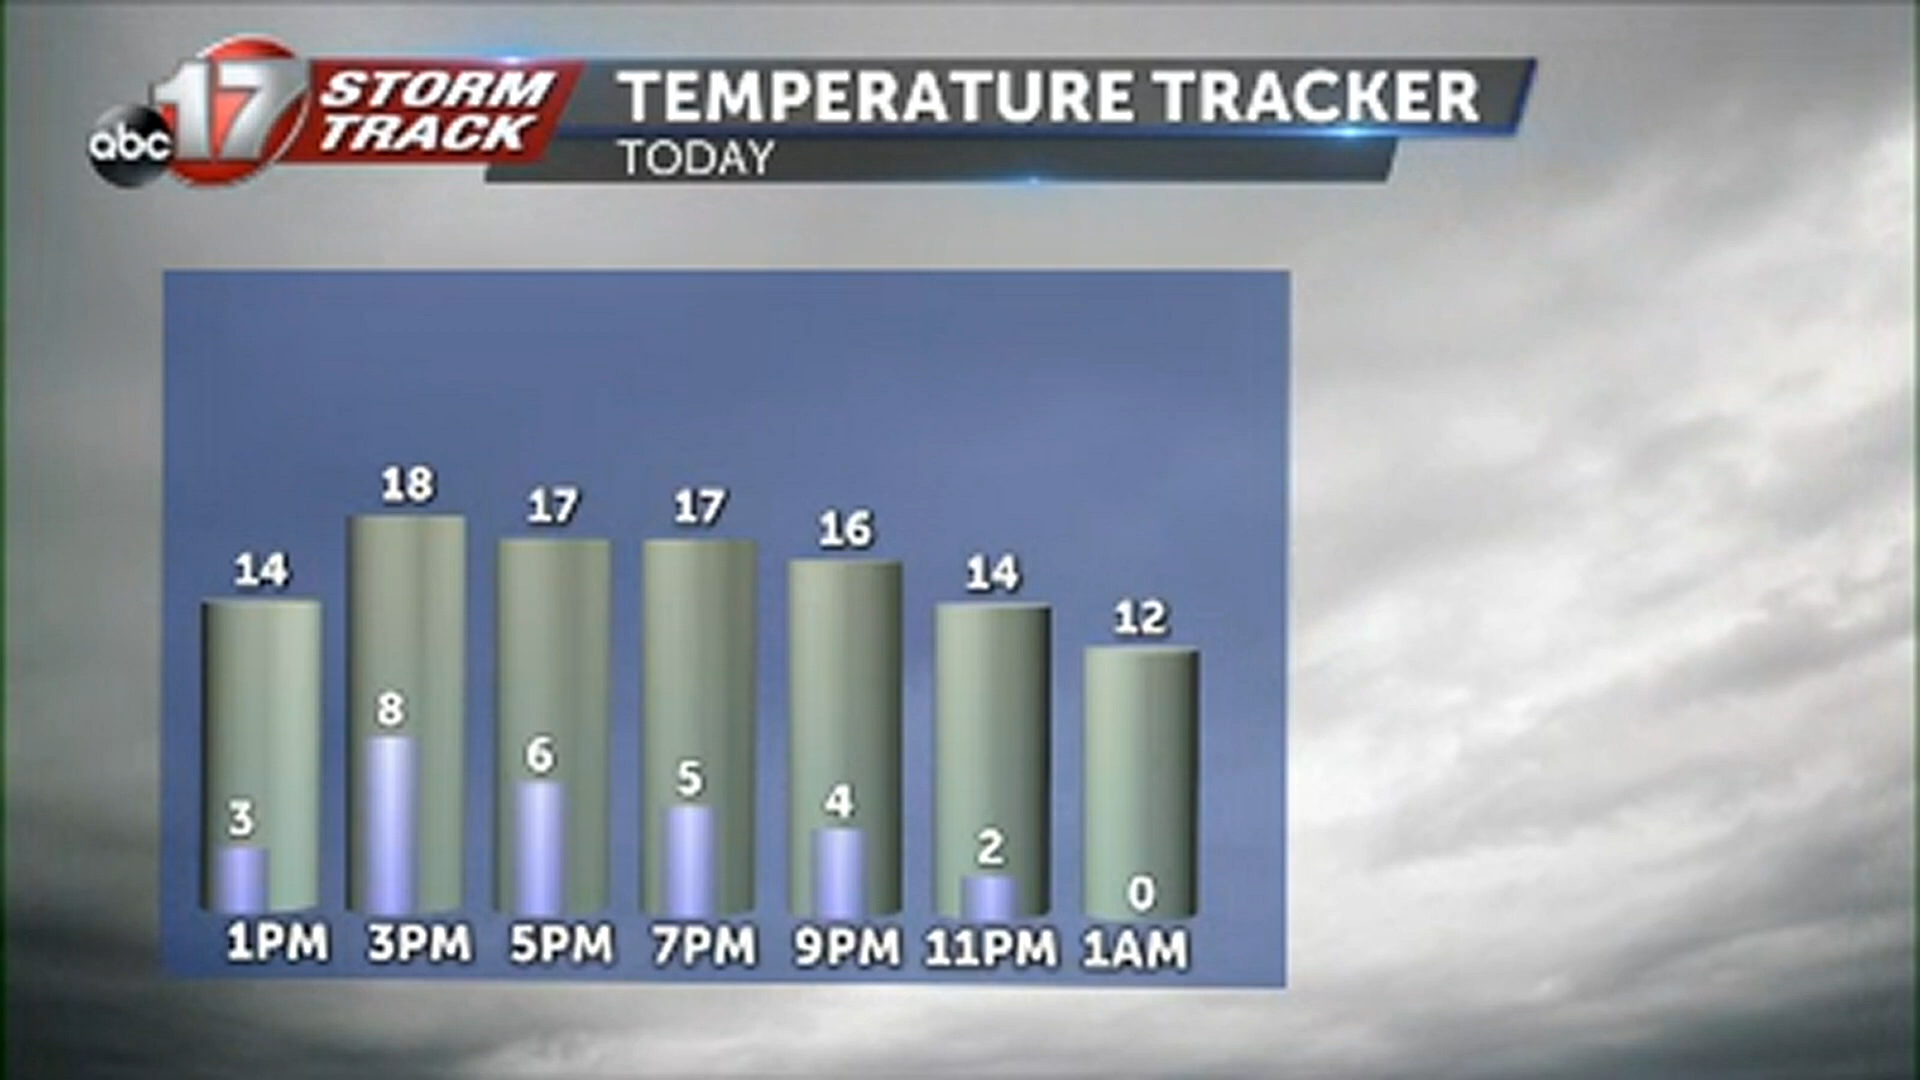 abc 17 STORM TRACK
TEMPERATURE TRACKER
TODAY
14 18 17 17 16 14 12
3 8 6 5 4 2 0
1PM 3PM 5PM 7PM 9PM 11PM 1AM